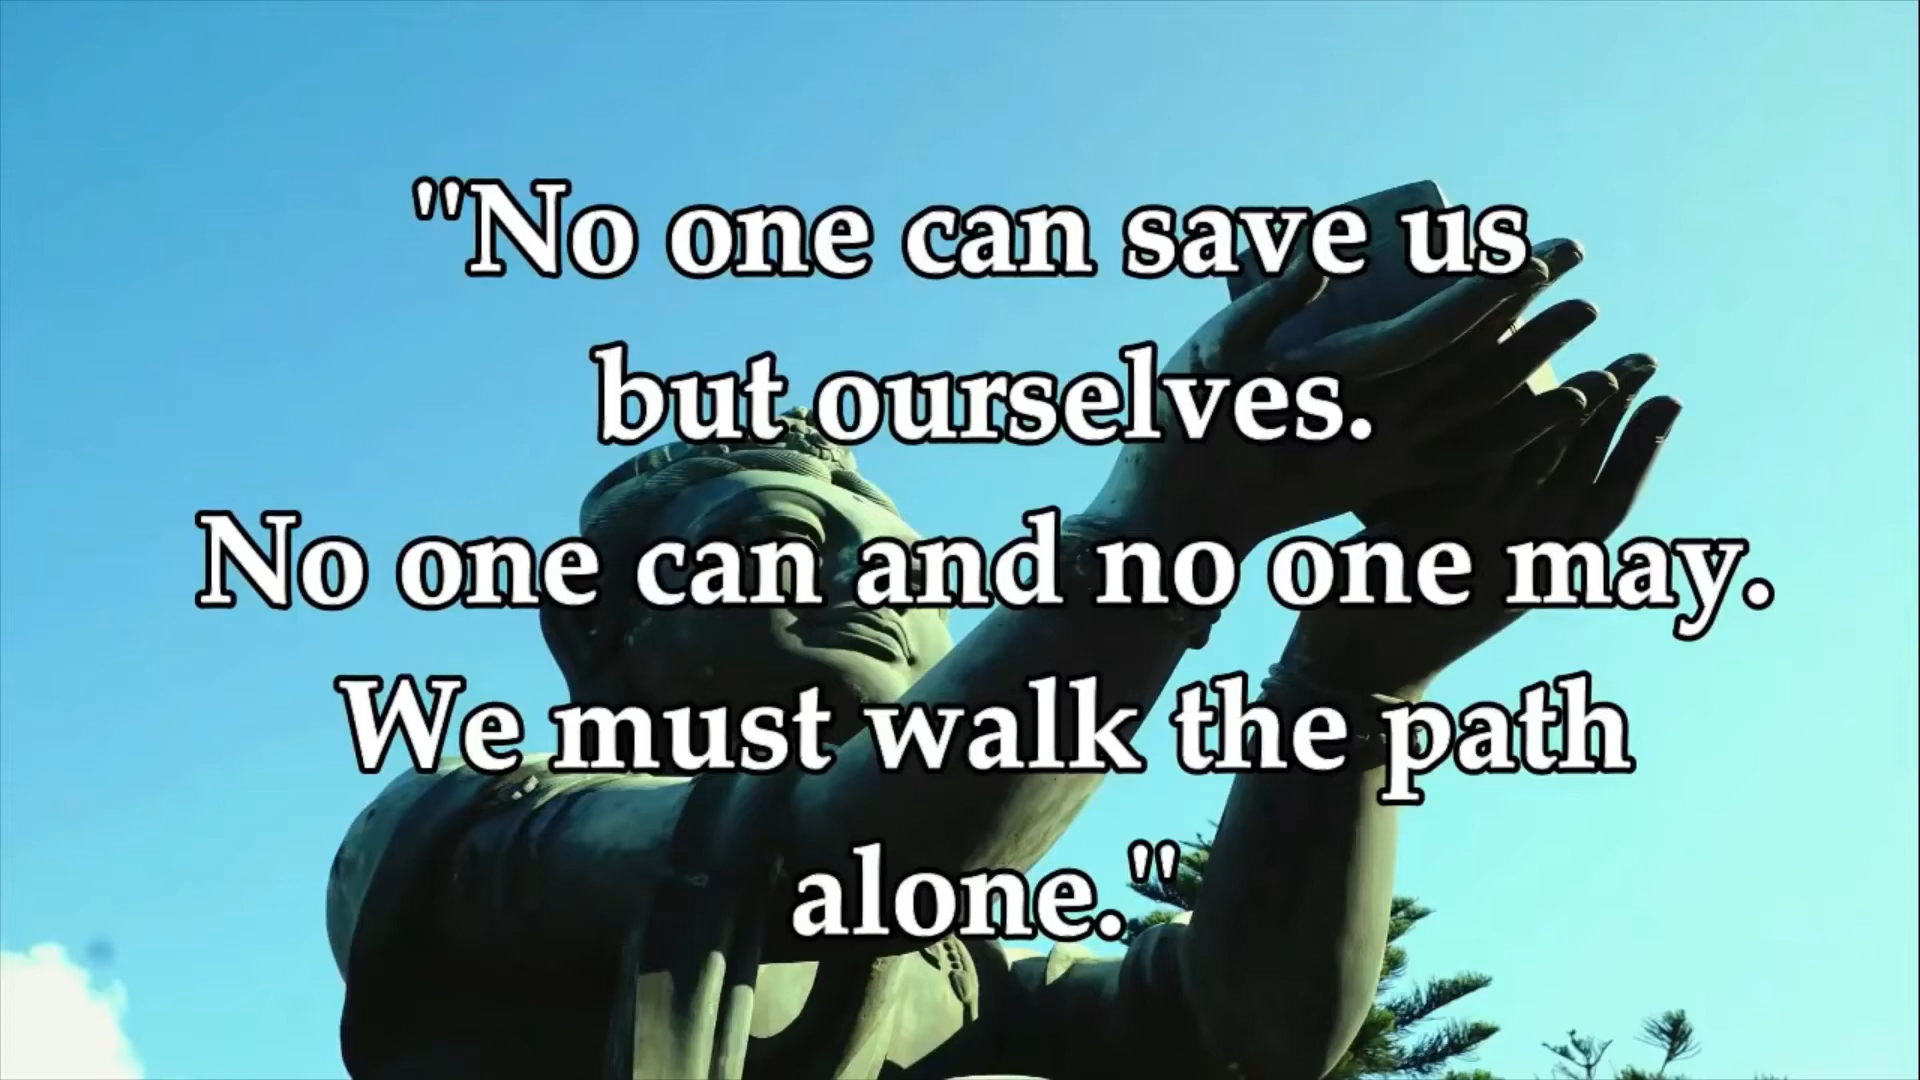 "No one can save us
but ourselves.
No one can and no one may.
We must walk the path
alone."